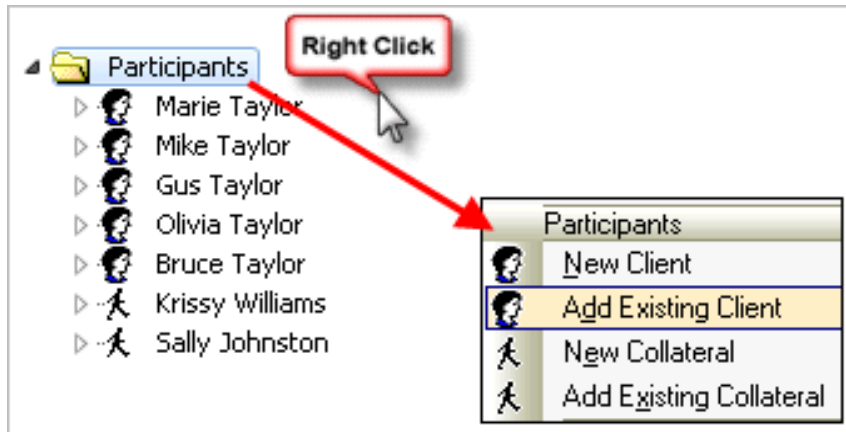 Right Click
Participants
Marie Taylor
Mike Taylor
Gus Taylor
Olivia Taylor
Bruce Taylor
Krissy Williams
Sally Johnston
Participants
New Client
Add Existing Client
New Collateral
Add Existing Collateral